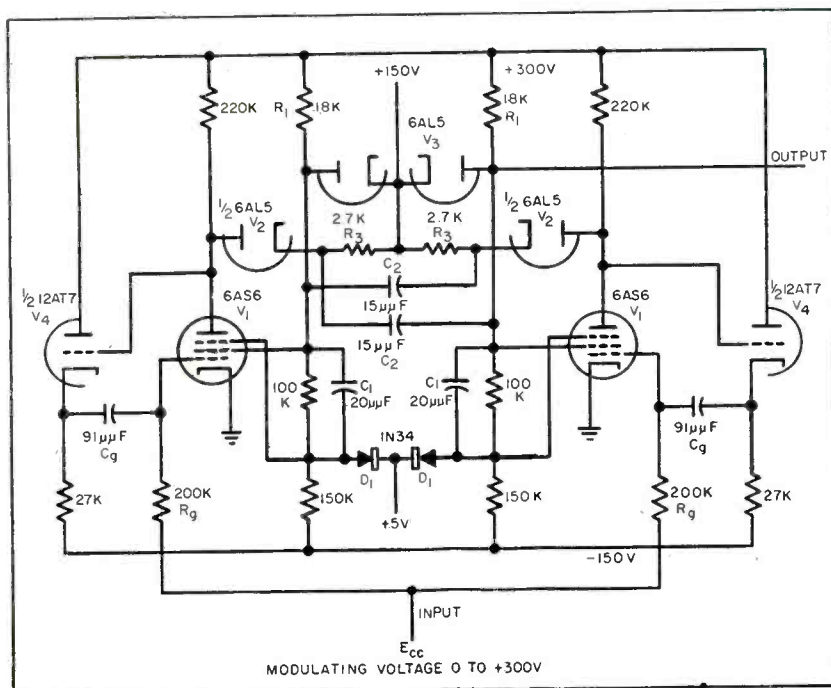 +150V
+300V
220K
R1
1.8K
6AL5
V3
18K
R1
220K
OUTPUT
½ 6AL5
V2
2.7K
R3
2.7K
R3
½ 6AL5
V2
C2
15μμF
15μμF
C2
½ 12AT7
V4
6AS6
V1
6AS6
V1
½ 12AT7
V4
100
K
C1
20μμF
C1
20μμF
100
K
91μμF
Cg
1N34
D1
D1
91μμF
Cg
27K
200K
Rg
150K
+.5V
150K
200K
Rg
27K
-150V
INPUT
Ecc
MODULATING VOLTAGE 0 TO +300V